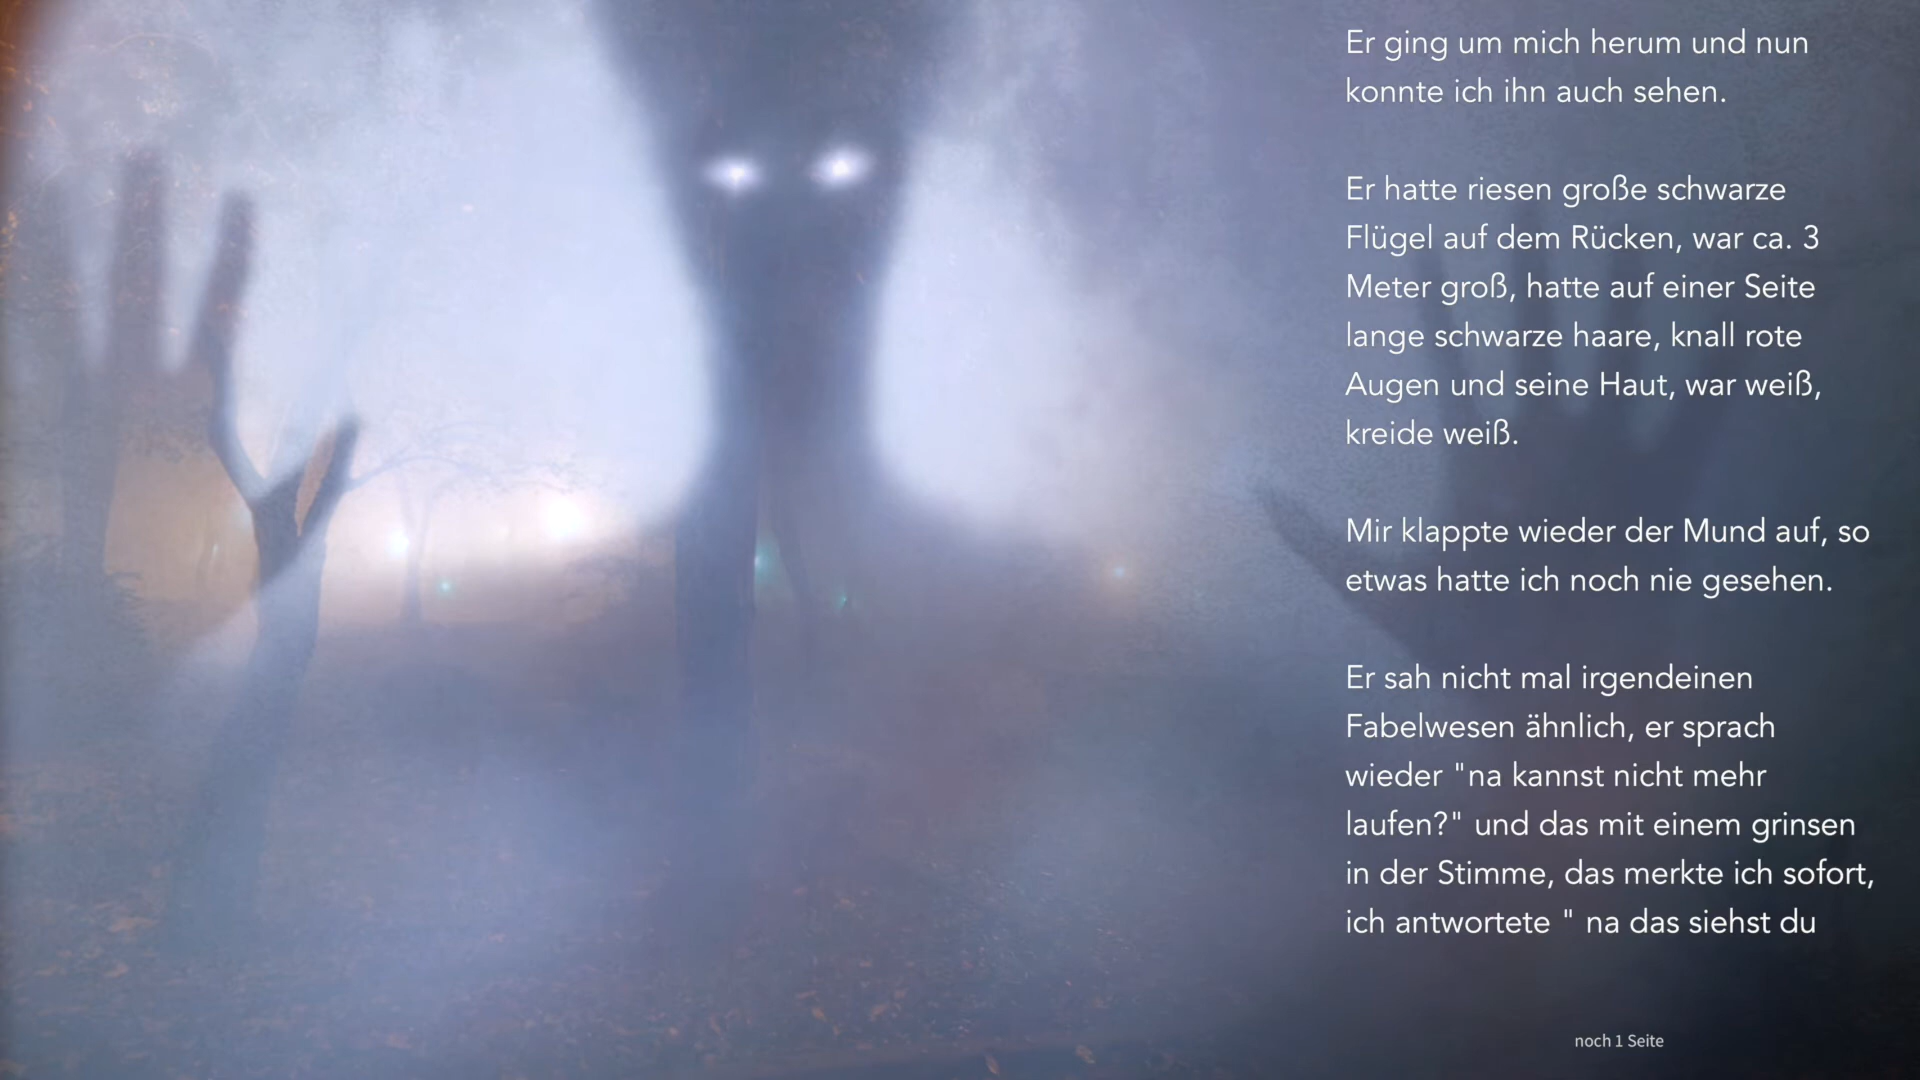 Er ging um mich herum und nun
konnte ich ihn auch sehen.
Er hatte riesen große schwarze
Flügel auf dem Rücken, war ca. 3
Meter groß, hatte auf einer Seite
lange schwarze haare, knall rote
Augen und seine Haut, war weiß,
kreide weiß.
Mir klappte wieder der Mund auf, so
etwas hatte ich noch nie gesehen.
Er sah nicht mal irgendeinen
Fabelwesen ähnlich, er sprach
wieder "na kannst nicht mehr
laufen?" und das mit einem grinsen
in der Stimme, das merkte ich sofort,
ich antwortete " na das siehst du
noch 1 Seite